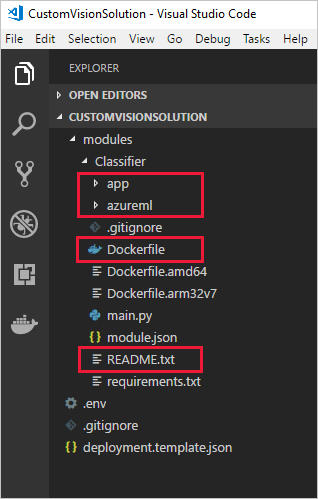 CustomVisionSolution - Visual Studio Code
File Edit Selection View Go Debug Tasks Help
EXPLORER
OPEN EDITORS
CUSTOMVISIONSOLUTION
modules
Classifier
app
azureml
.gitignore
Dockerfile
Dockerfile.amd64
Dockerfile.arm32v7
main.py
{} module.json
README.txt
requirements.txt
.env
.gitignore
{} deployment.template.json